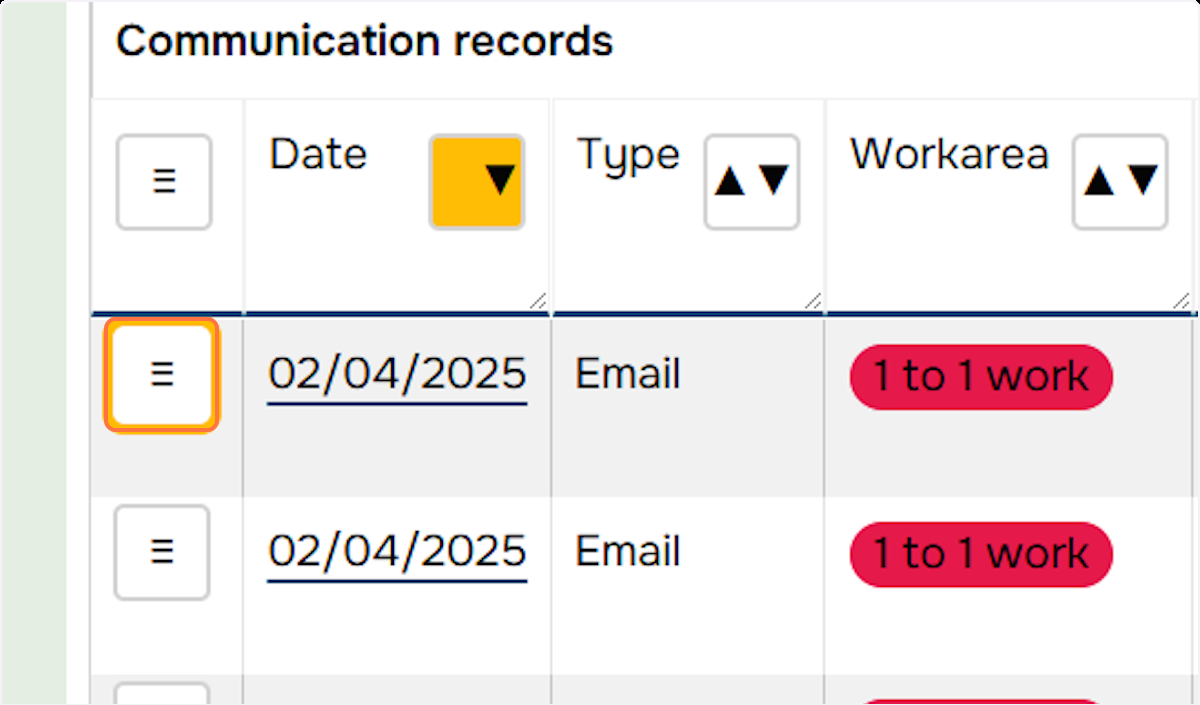 Communication records
☰ Date ▼ Type ▲▼ Workarea ▲▼
☰ 02/04/2025 Email 1 to 1 work
☰ 02/04/2025 Email 1 to 1 work